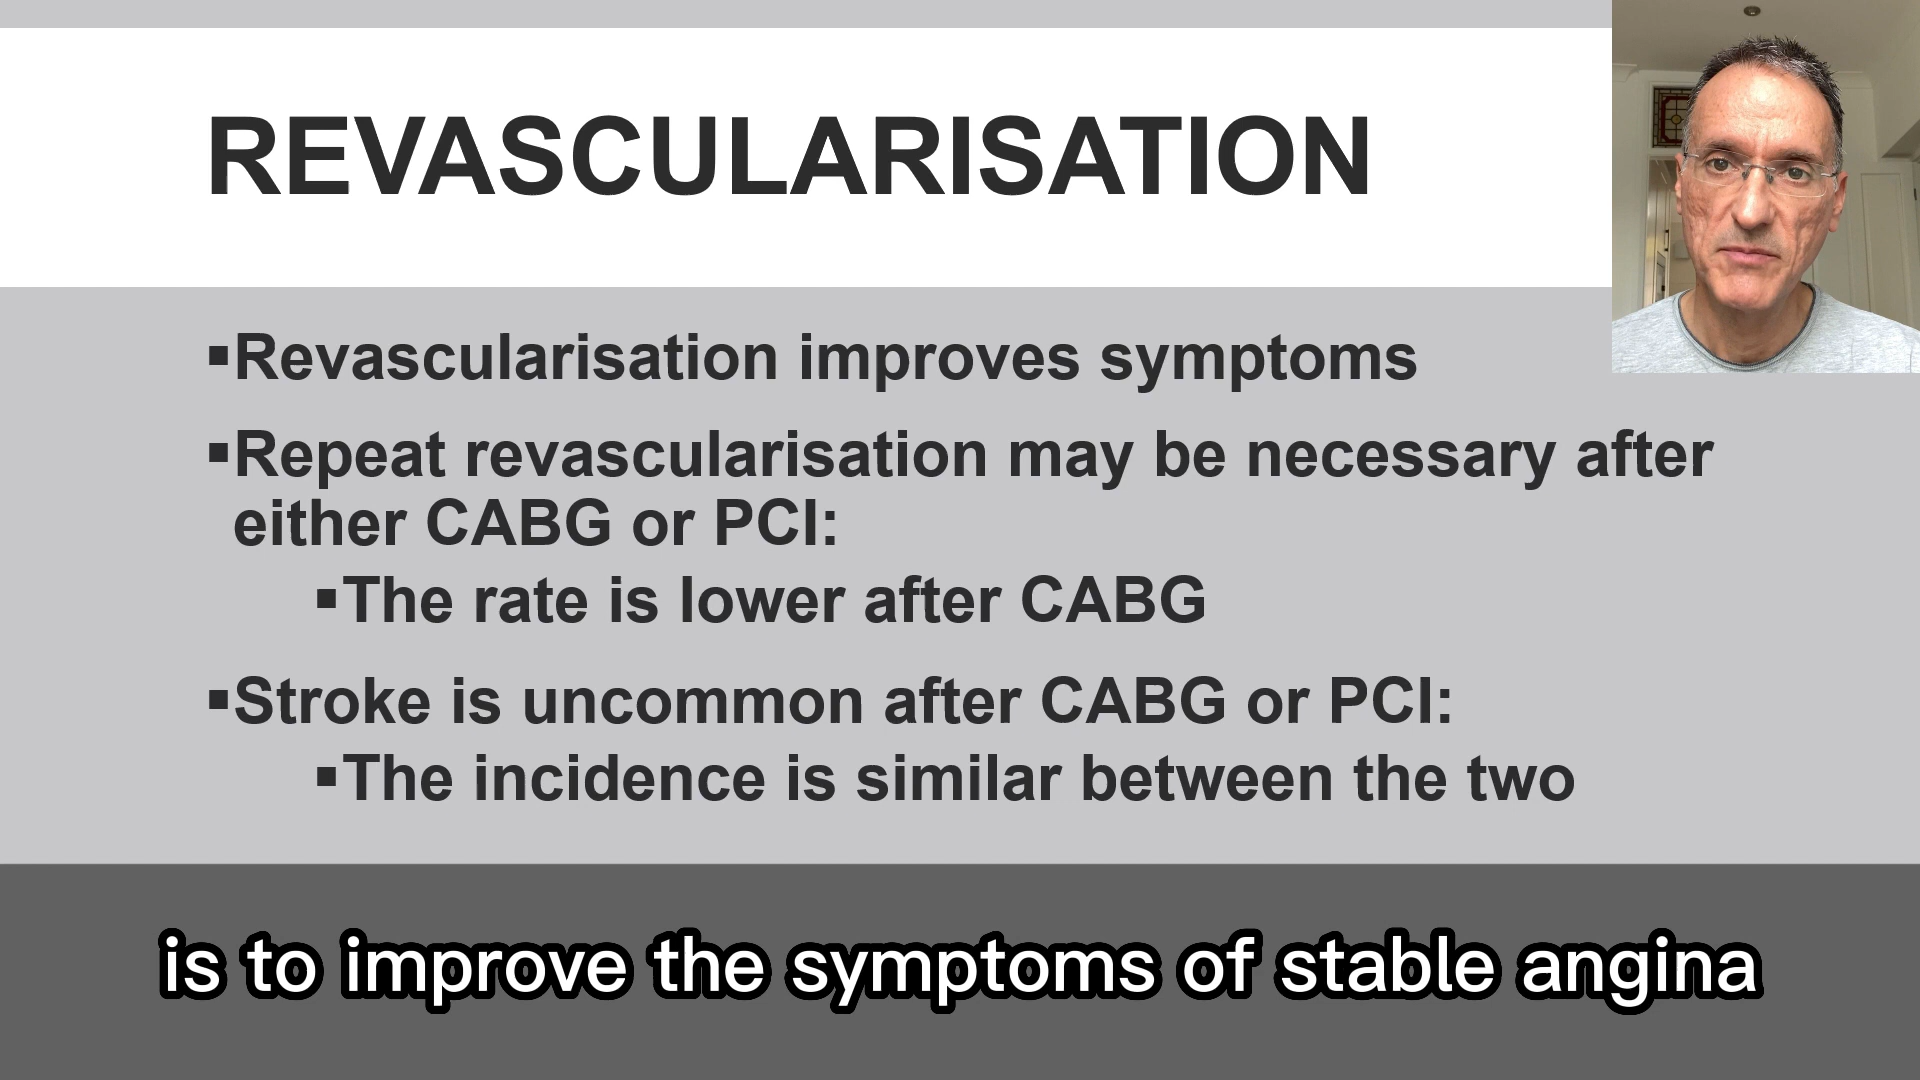 REVASCULARISATION
▪Revascularisation improves symptoms
▪Repeat revascularisation may be necessary after
either CABG or PCI:
▪The rate is lower after CABG
▪Stroke is uncommon after CABG or PCI:
▪The incidence is similar between the two
is to improve the symptoms of stable angina